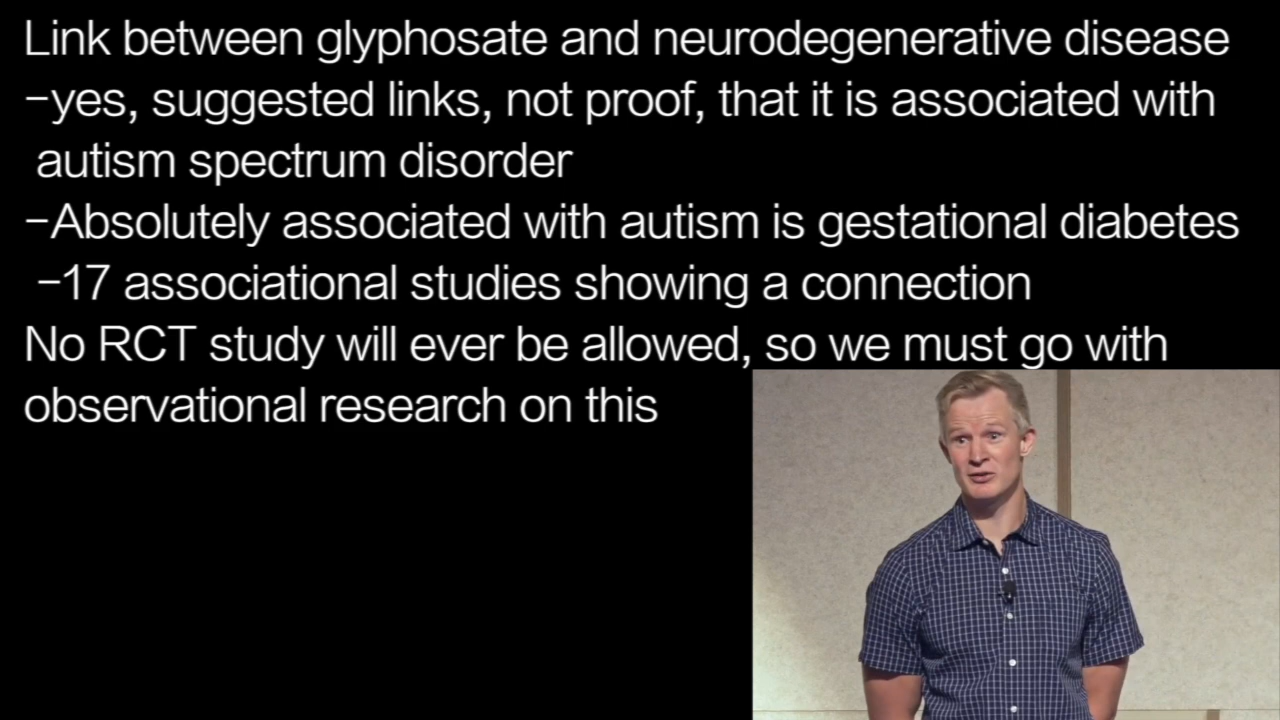 Link between glyphosate and neurodegenerative disease
-yes, suggested links, not proof, that it is associated with
autism spectrum disorder
-Absolutely associated with autism is gestational diabetes
-17 associational studies showing a connection
No RCT study will ever be allowed, so we must go with
observational research on this